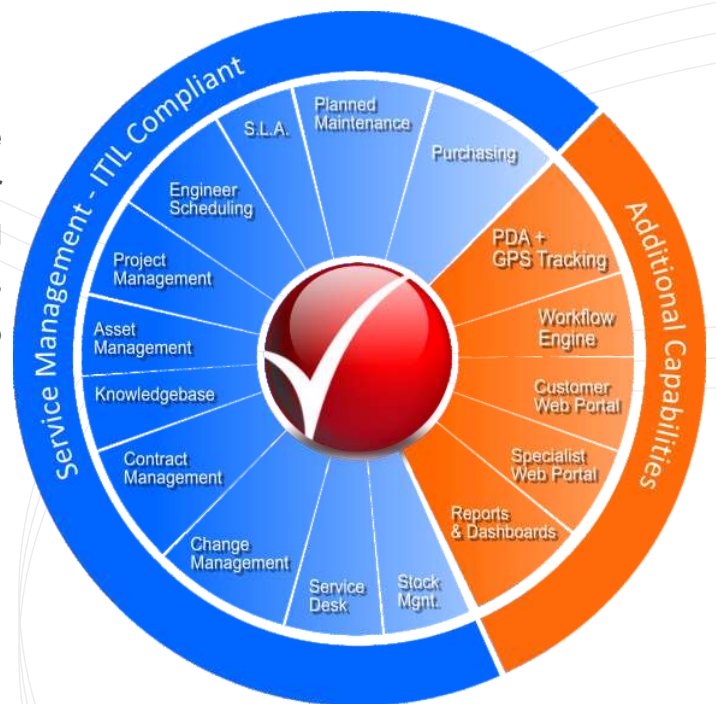 Service Management - ITIL Compliant
S.L.A.
Planned
Maintenance
Purchasing
Engineer
Scheduling
Project
Management
Asset
Management
Knowledgebase
Contract
Management
Change
Management
Service
Desk
Stock
Mgnt.
Additional Capabilities
PDA +
GPS Tracking
Workflow
Engine
Customer
Web Portal
Specialist
Web Portal
Reports
& Dashboards